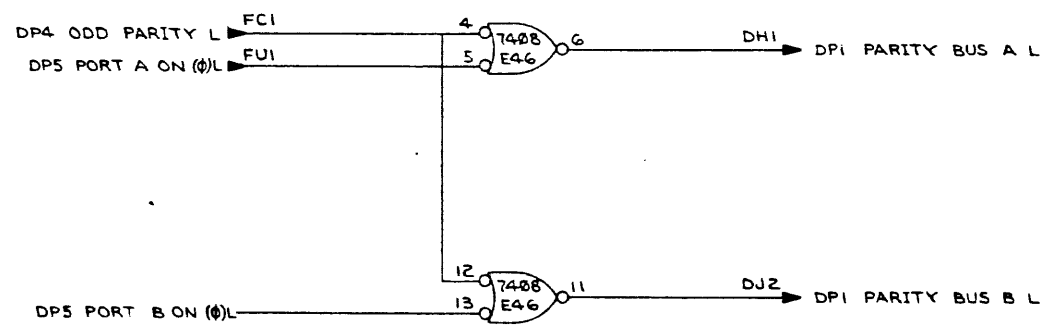 FC1
DP4 ODD PARITY L
4
7408
E46
6
DH1
DP1 PARITY BUS A L
FU1
DP5 PORT A ON (φ)L
5
12
7408
E46
11
DJ2
DP1 PARITY BUS B L
13
DP5 PORT B ON (φ)L